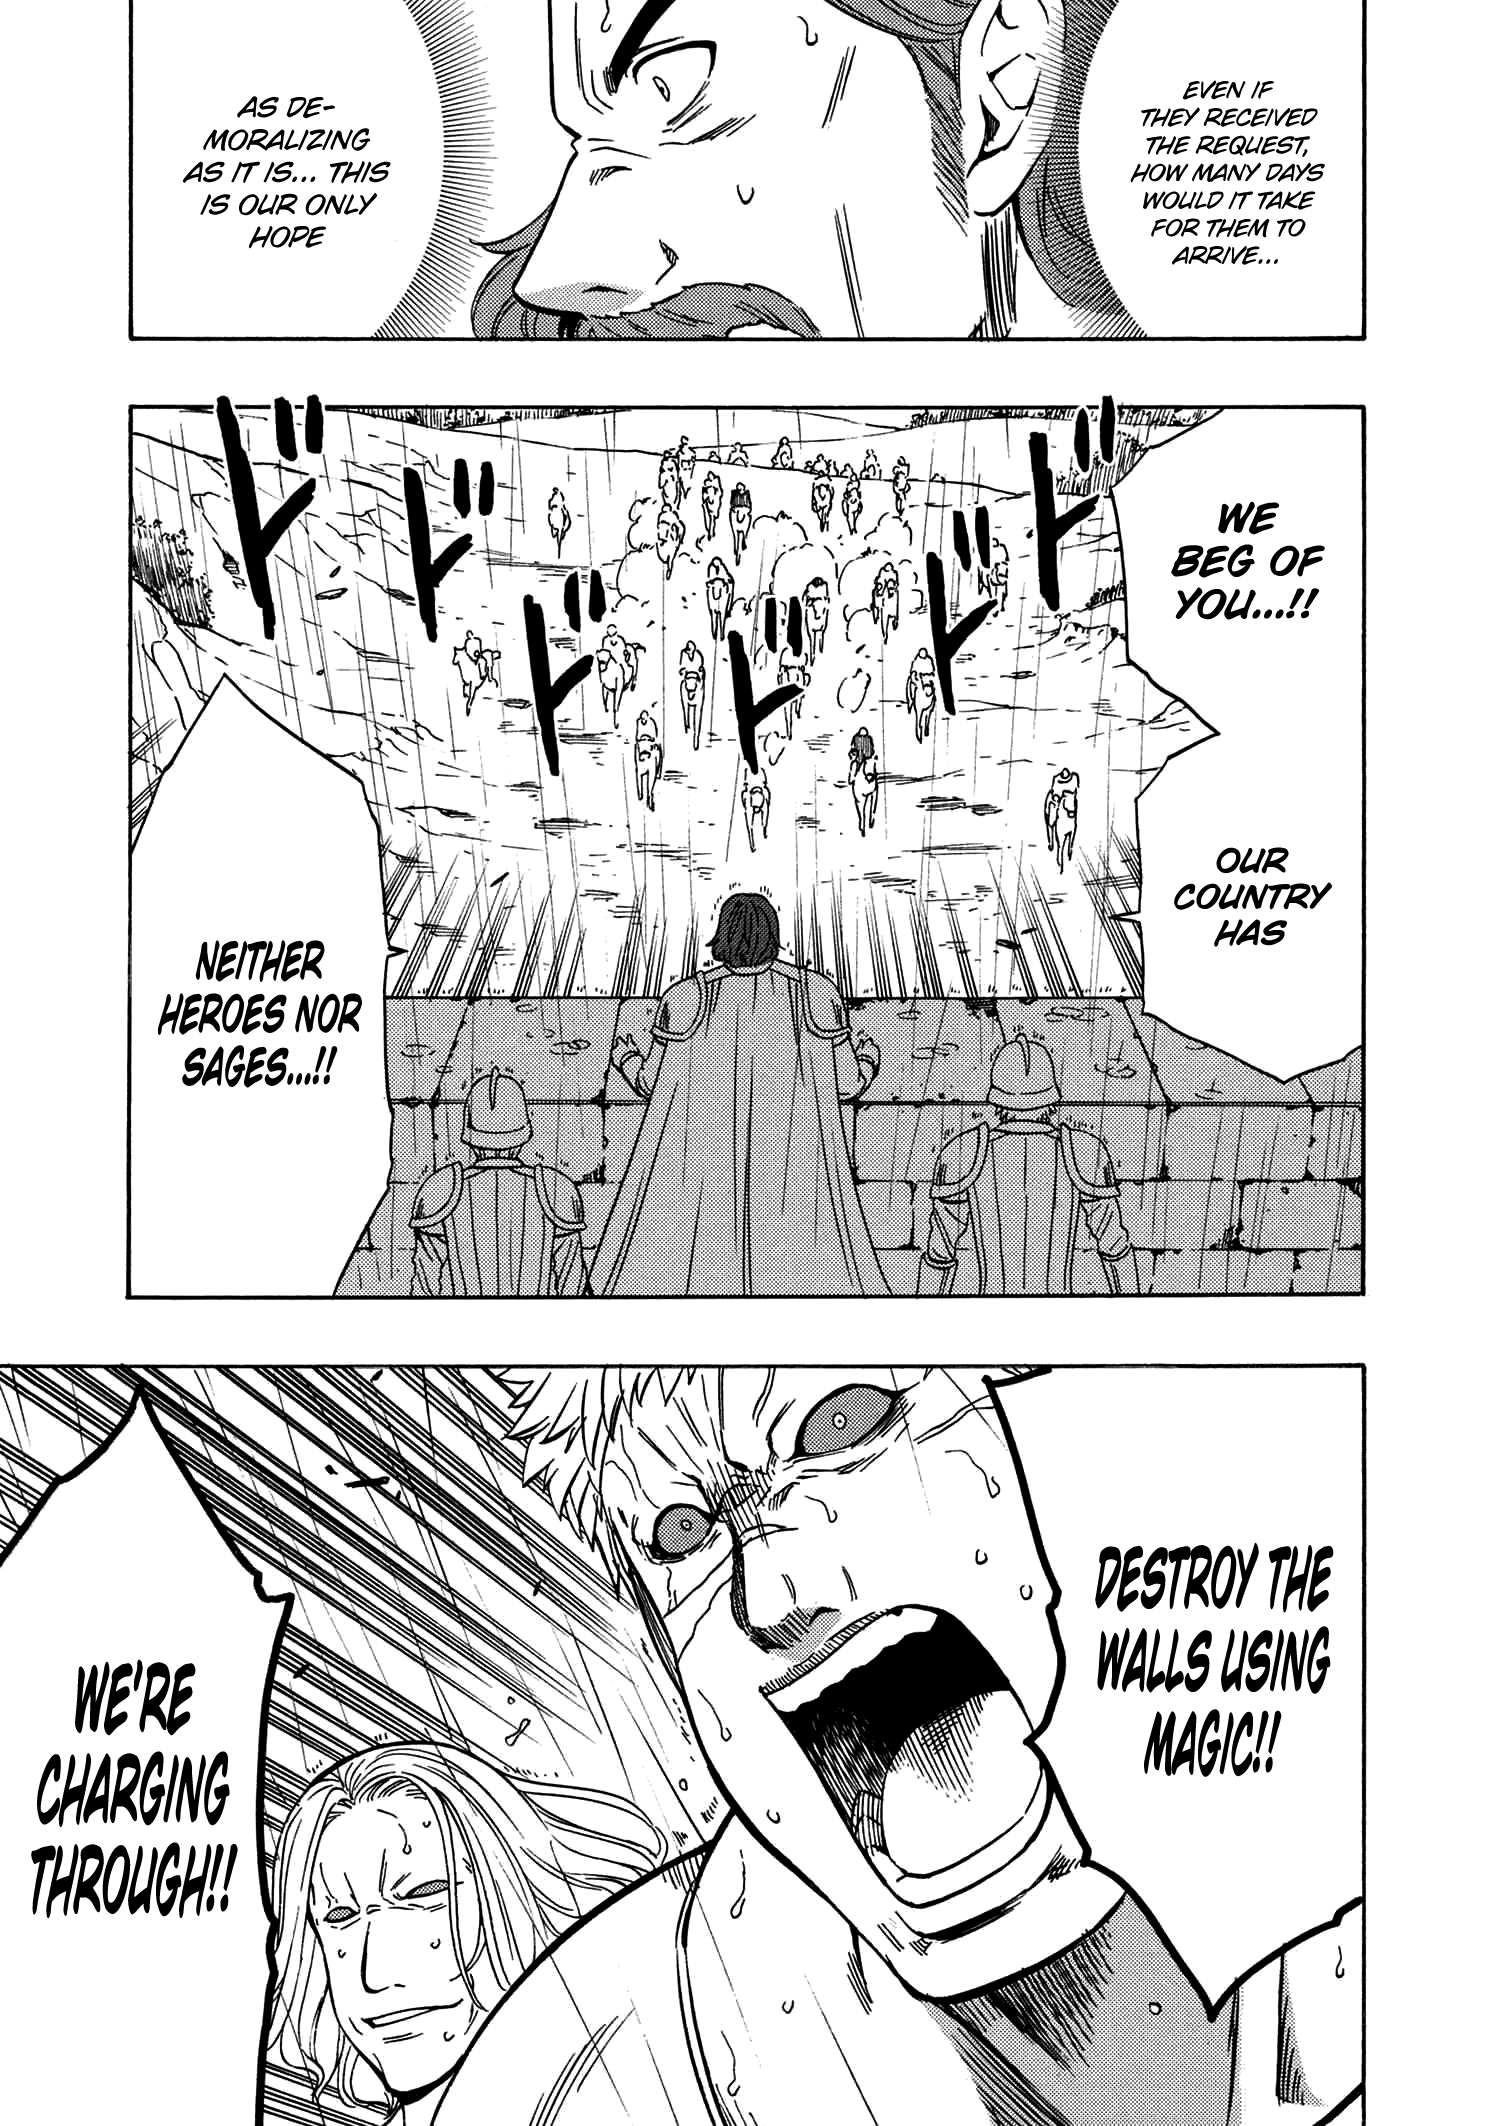 EVEN IF
THEY RECEIVED
THE REQUEST,
HOW MANY DAYS
WOULD IT TAKE
FOR THEM TO
ARRIVE...
AS DE-
MORALIZING
AS IT IS... THIS
IS OUR ONLY
HOPE
WE
BEG OF
YOU...!!
OUR
COUNTRY
HAS
ド
ド
ド
ド
ド
ド
NEITHER
HEROES NOR
SAGES...!!
DESTROY THE
WALLS USING
MAGIC!!
WE'RE
CHARGING
THROUGH!!